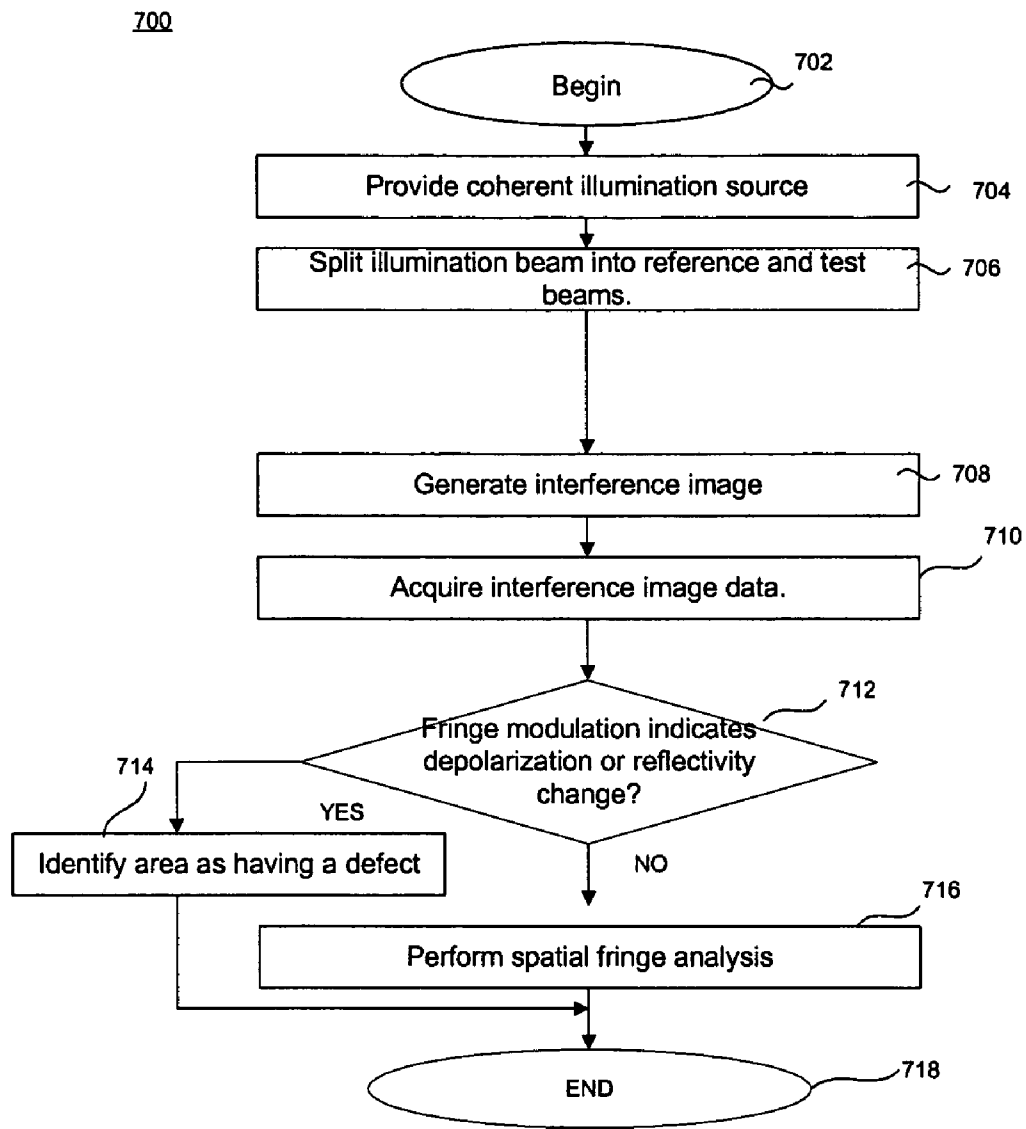 700
702
Begin
Provide coherent illumination source
704
Split illumination beam into reference and test
beams.
706
Generate interference image
708
710
Acquire interference image data.
712
Fringe modulation indicates
depolarization or reflectivity
change?
714
YES
Identify area as having a defect
NO
716
Perform spatial fringe analysis
END
718